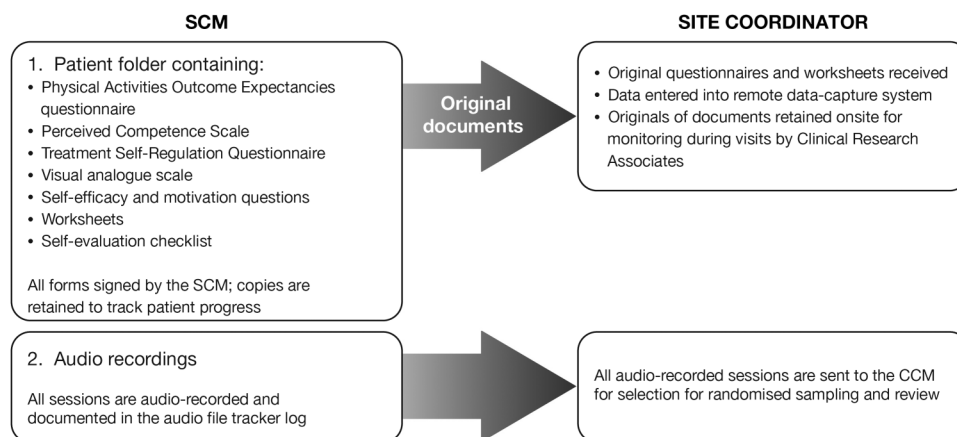 SCM
1. Patient folder containing:
• Physical Activities Outcome Expectancies
questionnaire
• Perceived Competence Scale
• Treatment Self-Regulation Questionnaire
• Visual analogue scale
• Self-efficacy and motivation questions
• Worksheets
• Self-evaluation checklist
All forms signed by the SCM; copies are
retained to track patient progress
Original
documents
SITE COORDINATOR
• Original questionnaires and worksheets received
• Data entered into remote data-capture system
• Originals of documents retained onsite for
monitoring during visits by Clinical Research
Associates
2. Audio recordings
All sessions are audio-recorded and
documented in the audio file tracker log
All audio-recorded sessions are sent to the CCM
for selection for randomised sampling and review